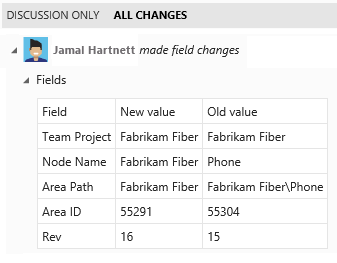 DISCUSSION ONLY ALL CHANGES
Jamal Hartnett made field changes
Fields
Field New value Old value
Team Project Fabrikam Fiber Fabrikam Fiber
Node Name Fabrikam Fiber Phone
Area Path Fabrikam Fiber Fabrikam Fiber\Phone
Area ID 55291 55304
Rev 16 15